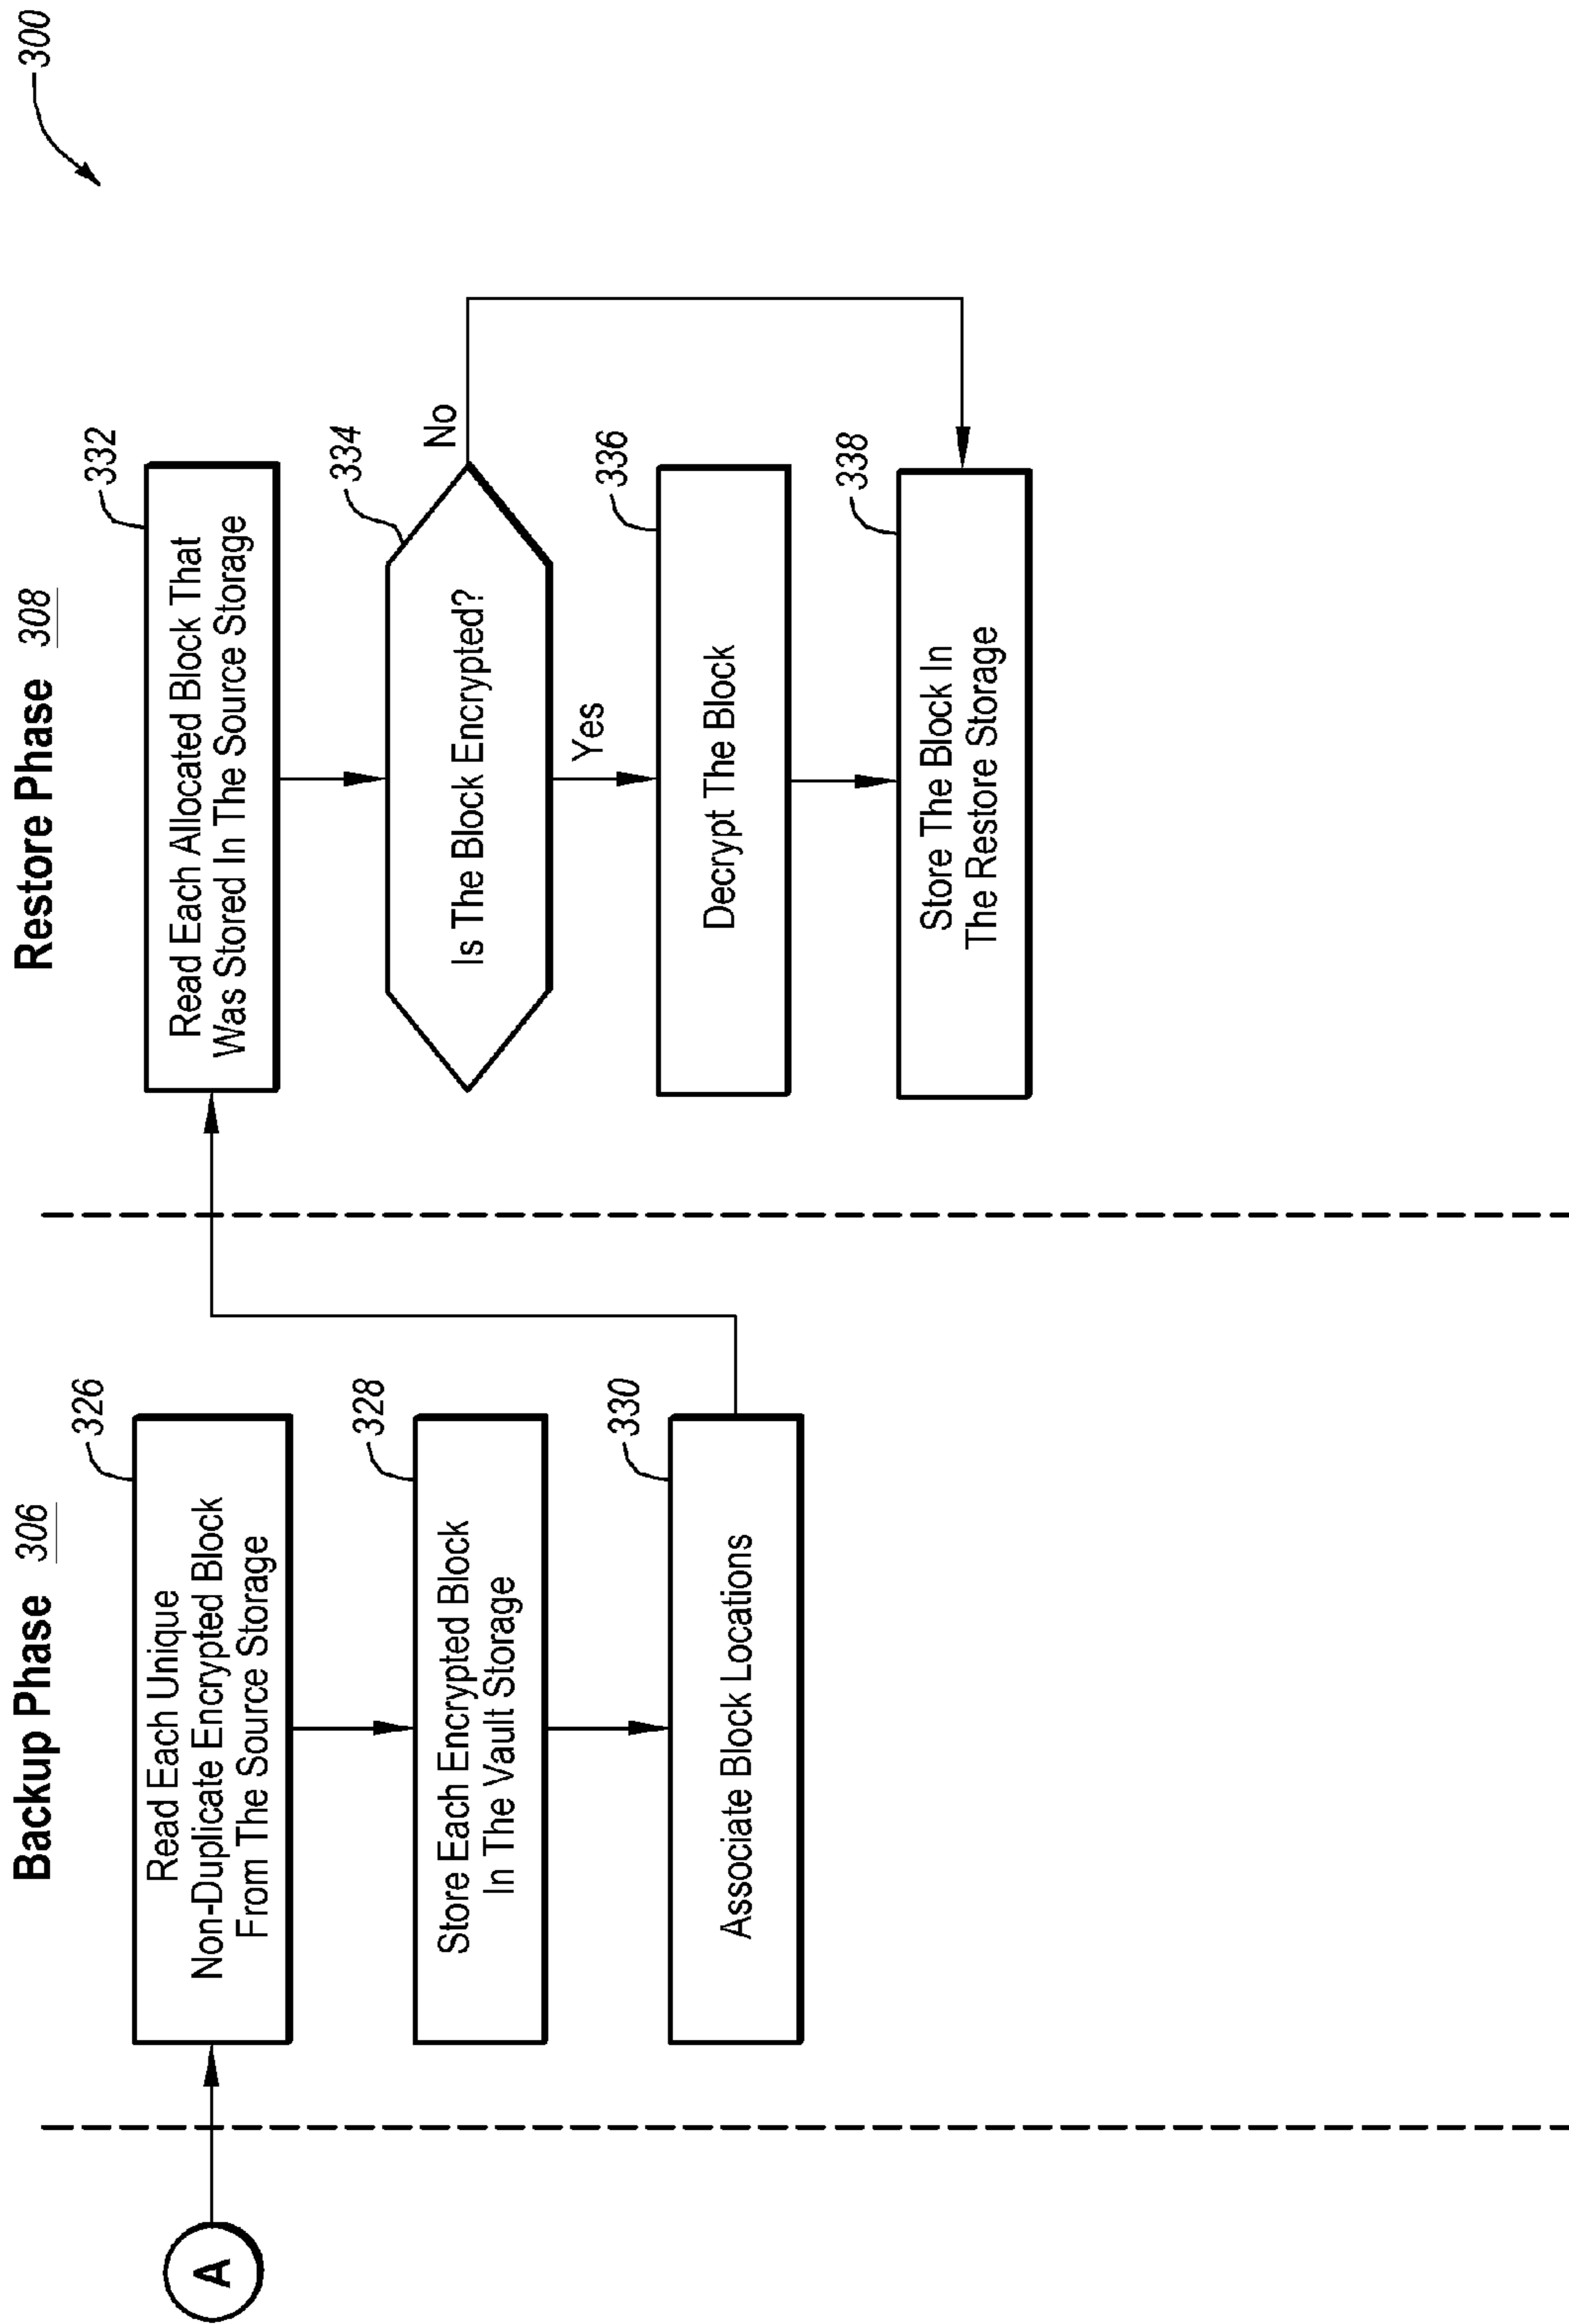 300
Backup Phase 306
Restore Phase 308
A
326
Read Each Unique
Non-Duplicate Encrypted Block
From The Source Storage
328
Store Each Encrypted Block
In The Vault Storage
330
Associate Block Locations
332
Read Each Allocated Block That
Was Stored In The Source Storage
334
Is The Block Encrypted?
No
Yes
336
Decrypt The Block
338
Store The Block In
The Restore Storage